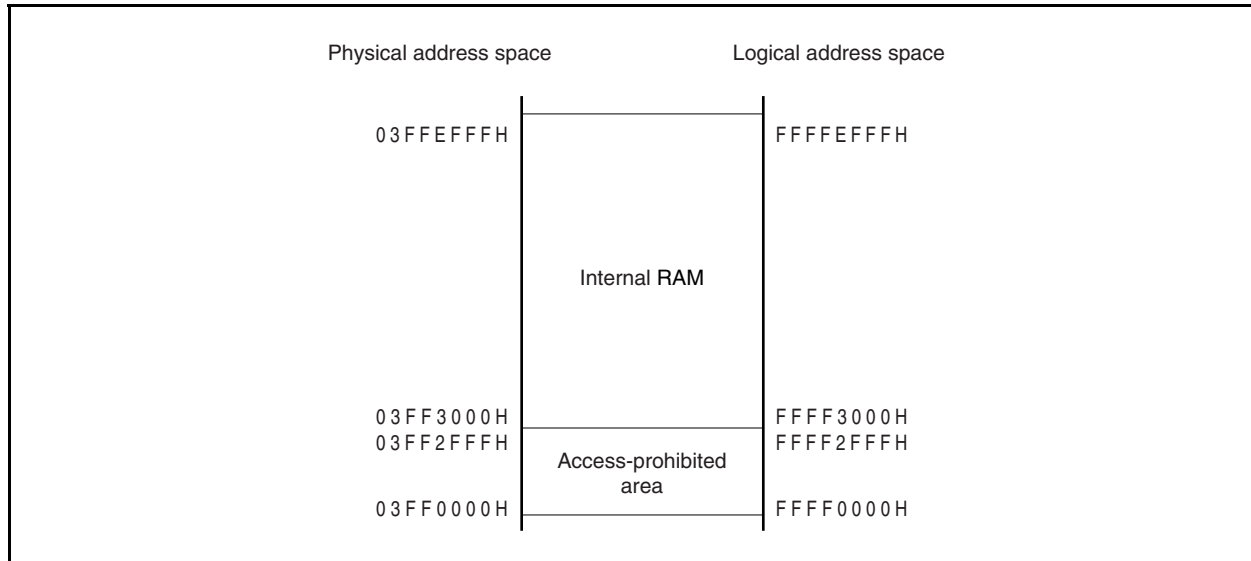 Physical address space Logical address space
03FFEFFFH FFFFEFFFH
Internal RAM
03FF3000H FFFF3000H
03FF2FFFH FFFF2FFFH
Access-prohibited
area
03FF0000H FFFF0000H